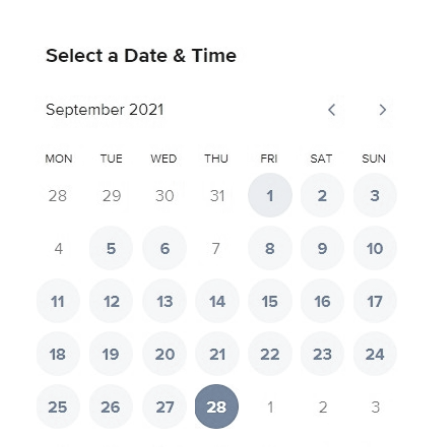 Select a Date & Time
September 2021
MON TUE WED THU FRI SAT SUN
28 29 30 31 1 2 3
4 5 6 7 8 9 10
11 12 13 14 15 16 17
18 19 20 21 22 23 24
25 26 27 28 1 2 3